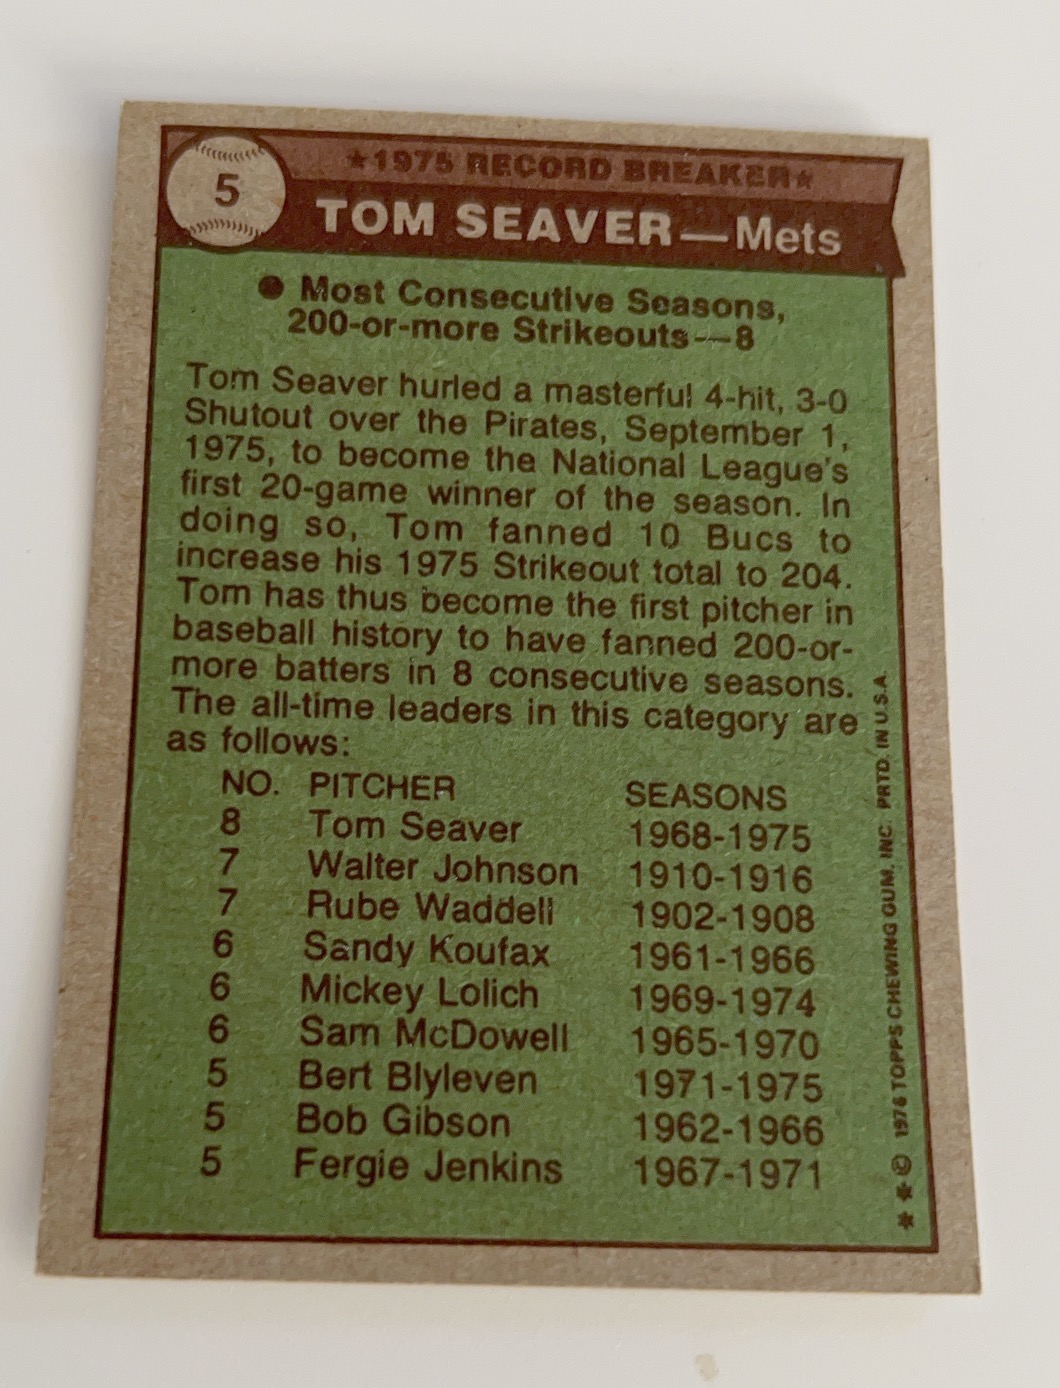 5
★1975 RECORD BREAKER★
TOM SEAVER—Mets
● Most Consecutive Seasons,
200-or-more Strikeouts—8
Tom Seaver hurled a masterful 4-hit, 3-0
Shutout over the Pirates, September 1,
1975, to become the National League's
first 20-game winner of the season. In
doing so, Tom fanned 10 Bucs to
increase his 1975 Strikeout total to 204.
Tom has thus become the first pitcher in
baseball history to have fanned 200-or-
more batters in 8 consecutive seasons.
The all-time leaders in this category are
as follows:
NO. PITCHER SEASONS
8 Tom Seaver 1968-1975
7 Walter Johnson 1910-1916
7 Rube Waddell 1902-1908
6 Sandy Koufax 1961-1966
6 Mickey Lolich 1969-1974
6 Sam McDowell 1965-1970
5 Bert Blyleven 1971-1975
5 Bob Gibson 1962-1966
5 Fergie Jenkins 1967-1971
* * © 1976 TOPPS CHEWING GUM, INC. PRTD. IN U.S.A.